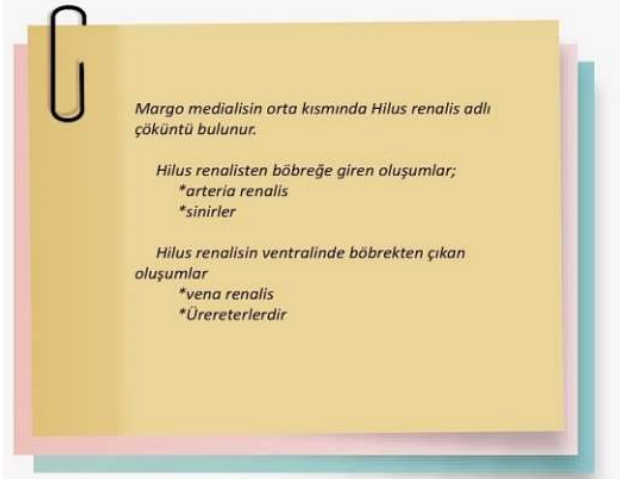 Margo medialisin orta kısmında Hilus renalis adlı
çöküntü bulunur.
Hilus renalisten böbreğe giren oluşumlar;
*arteria renalis
*sinirler
Hilus renalisin ventralinde böbrekten çıkan
oluşumlar
*vena renalis
*Ürereterlerdir